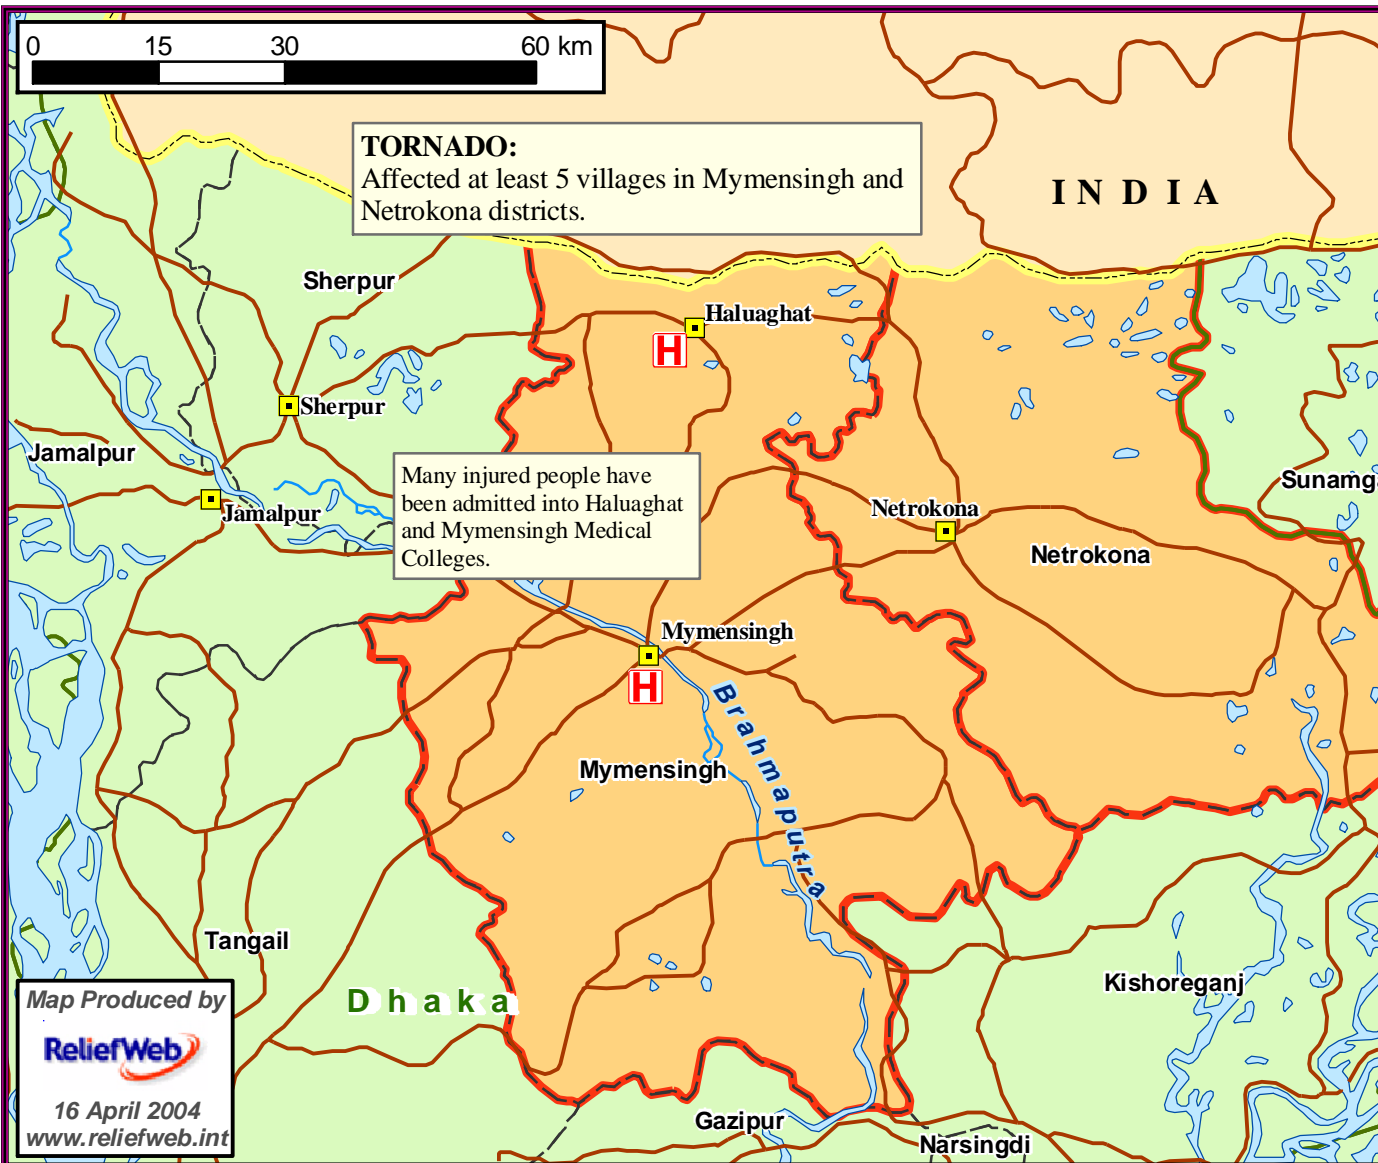 0 15 30 60 km
TORNADO:
Affected at least 5 villages in Mymensingh and
Netrokona districts.
I N D I A
Sherpur
Haluaghat
H
Sherpur
Jamalpur
Many injured people have
been admitted into Haluaghat
and Mymensingh Medical
Colleges.
Sunamga
Jamalpur
Netrokona
Netrokona
Mymensingh
H
Brahmaputra
Mymensingh
Tangail
Dhaka
Kishoreganj
Map Produced by
ReliefWeb
16 April 2004
www.reliefweb.int
Gazipur
Narsingdi